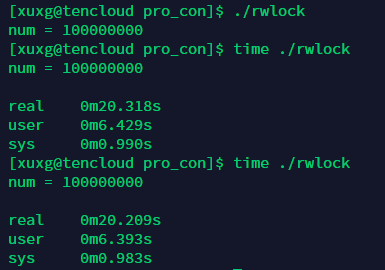 [xuxg@tencloud pro_con]$ ./rwlock
num = 100000000
[xuxg@tencloud pro_con]$ time ./rwlock
num = 100000000
real 0m20.318s
user 0m6.429s
sys 0m0.990s
[xuxg@tencloud pro_con]$ time ./rwlock
num = 100000000
real 0m20.209s
user 0m6.393s
sys 0m0.983s